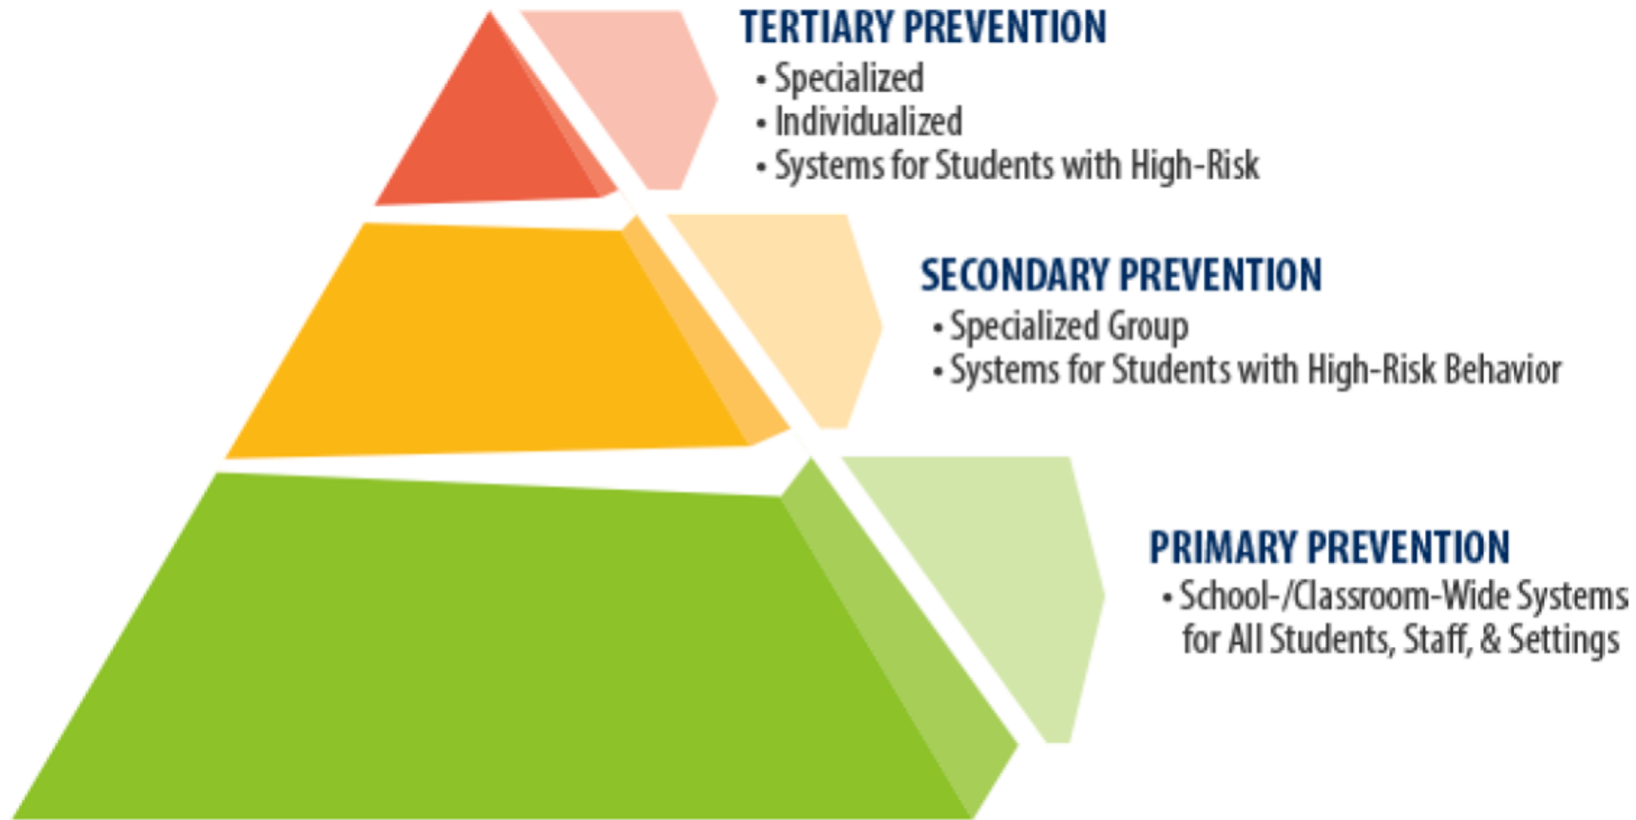 TERTIARY PREVENTION
• Specialized
• Individualized
• Systems for Students with High-Risk
SECONDARY PREVENTION
• Specialized Group
• Systems for Students with High-Risk Behavior
PRIMARY PREVENTION
• School-/Classroom-Wide Systems
for All Students, Staff, & Settings